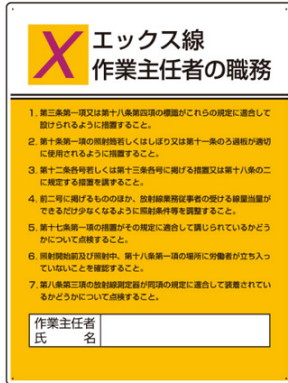 X
エックス線
作業主任者の職務
1. 第三条第一項又は第十八条第四項の標識がこれらの規定に適合して
設けられるように措置すること。
2. 第十条第一項の照射筒若しくはしぼり又は第十一条のろ過板が適切
に使用されるように措置すること。
3. 第十二条各号若しくは第十三条各号に掲げる措置又は第十八条の二
に規定する措置を講ずること。
4. 前二号に掲げるもののほか、放射線業務従事者の受ける線量当量が
できるだけ少なくなるように照射条件等を調整すること。
5. 第十七条第一項の措置がその規定に適合して講じられているかどう
かについて点検すること。
6. 照射開始前及び照射中、第十八条第一項の場所に労働者が立ち入っ
ていないことを確認すること。
7. 第八条第三項の放射線測定器が同項の規定に適合して装着されてい
るかどうかについて点検すること。
作業主任者
氏 名